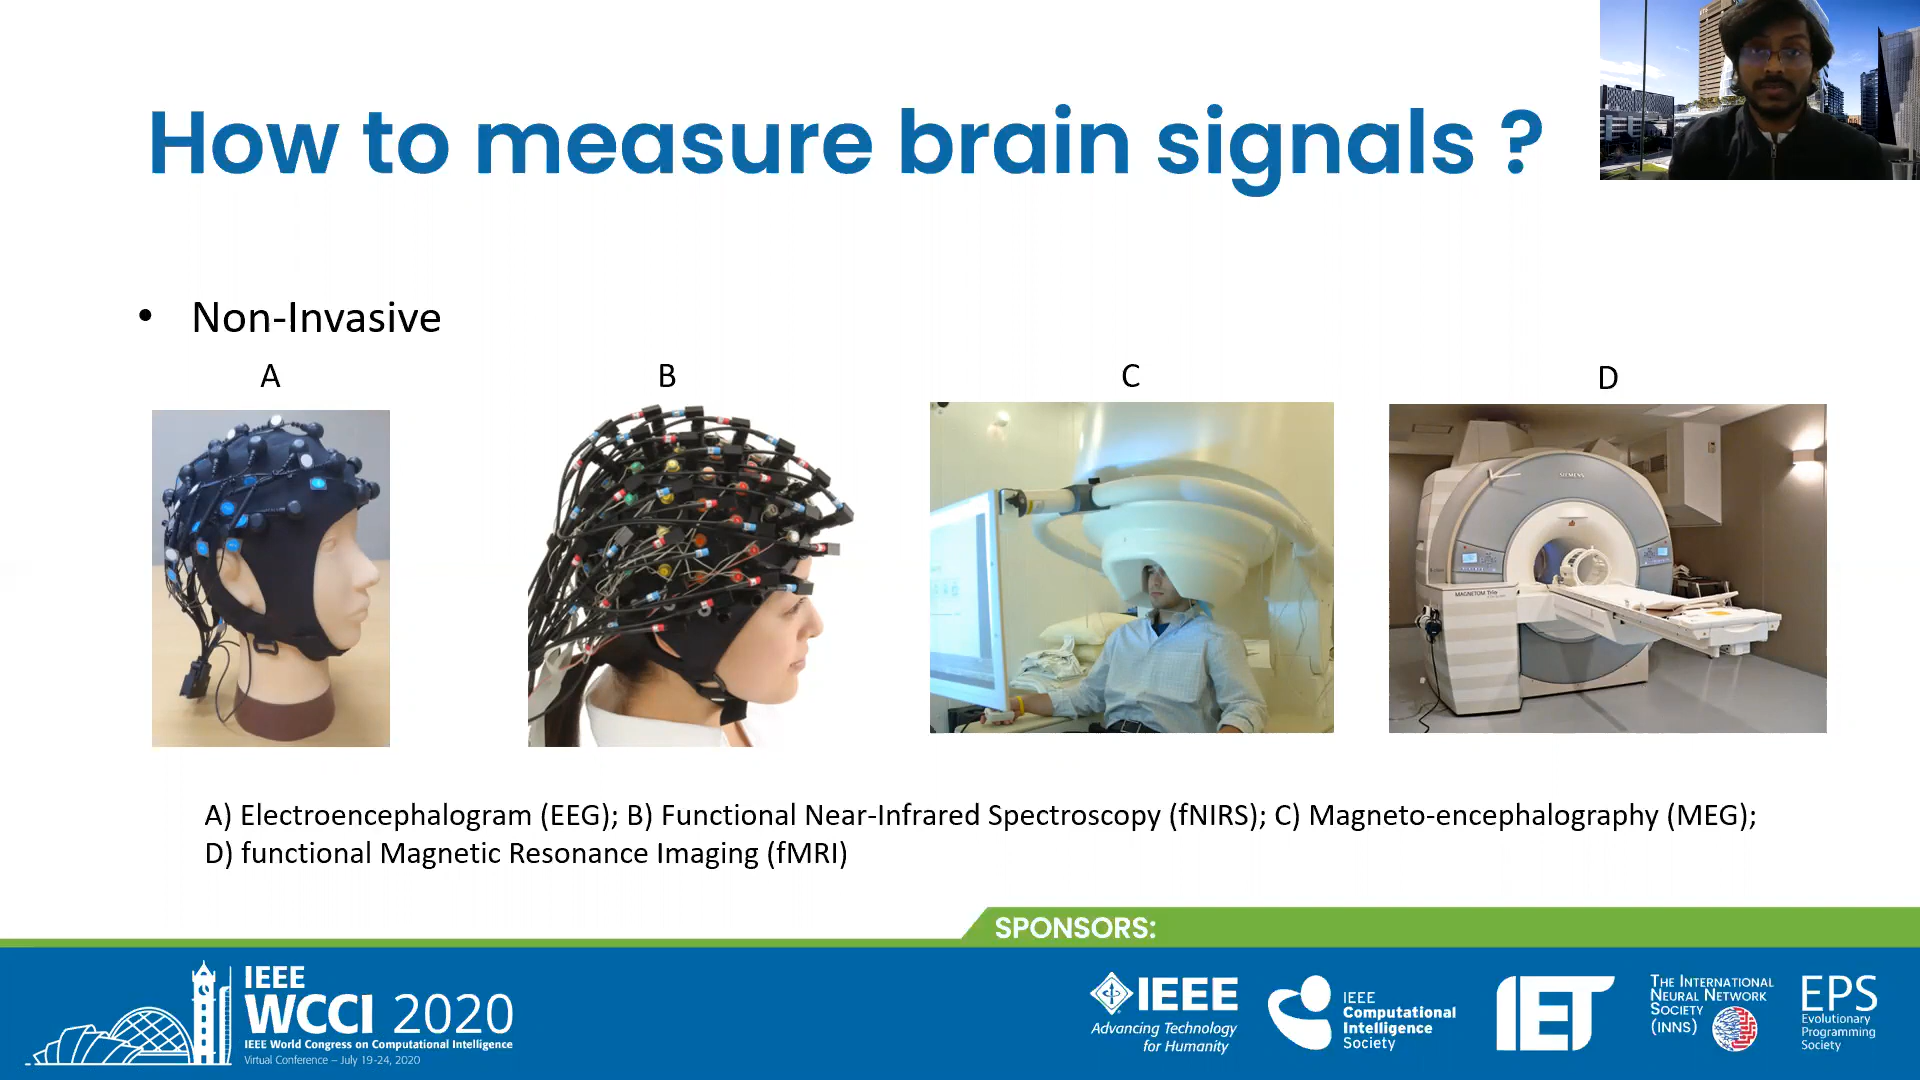 How to measure brain signals ?
• Non-Invasive
A
B
C
D
SIEMENS
MAGNETOM Trio
A) Electroencephalogram (EEG); B) Functional Near-Infrared Spectroscopy (fNIRS); C) Magneto-encephalography (MEG);
D) functional Magnetic Resonance Imaging (fMRI)
SPONSORS:
IEEE
WCCI 2020
IEEE World Congress on Computational Intelligence
Virtual Conference – July 19-24, 2020
IEEE
Advancing Technology
for Humanity
IEEE
Computational
Intelligence
Society
IET
The International
Neural Network
Society
(INNS)
EPS
Evolutionary
Programming
Society